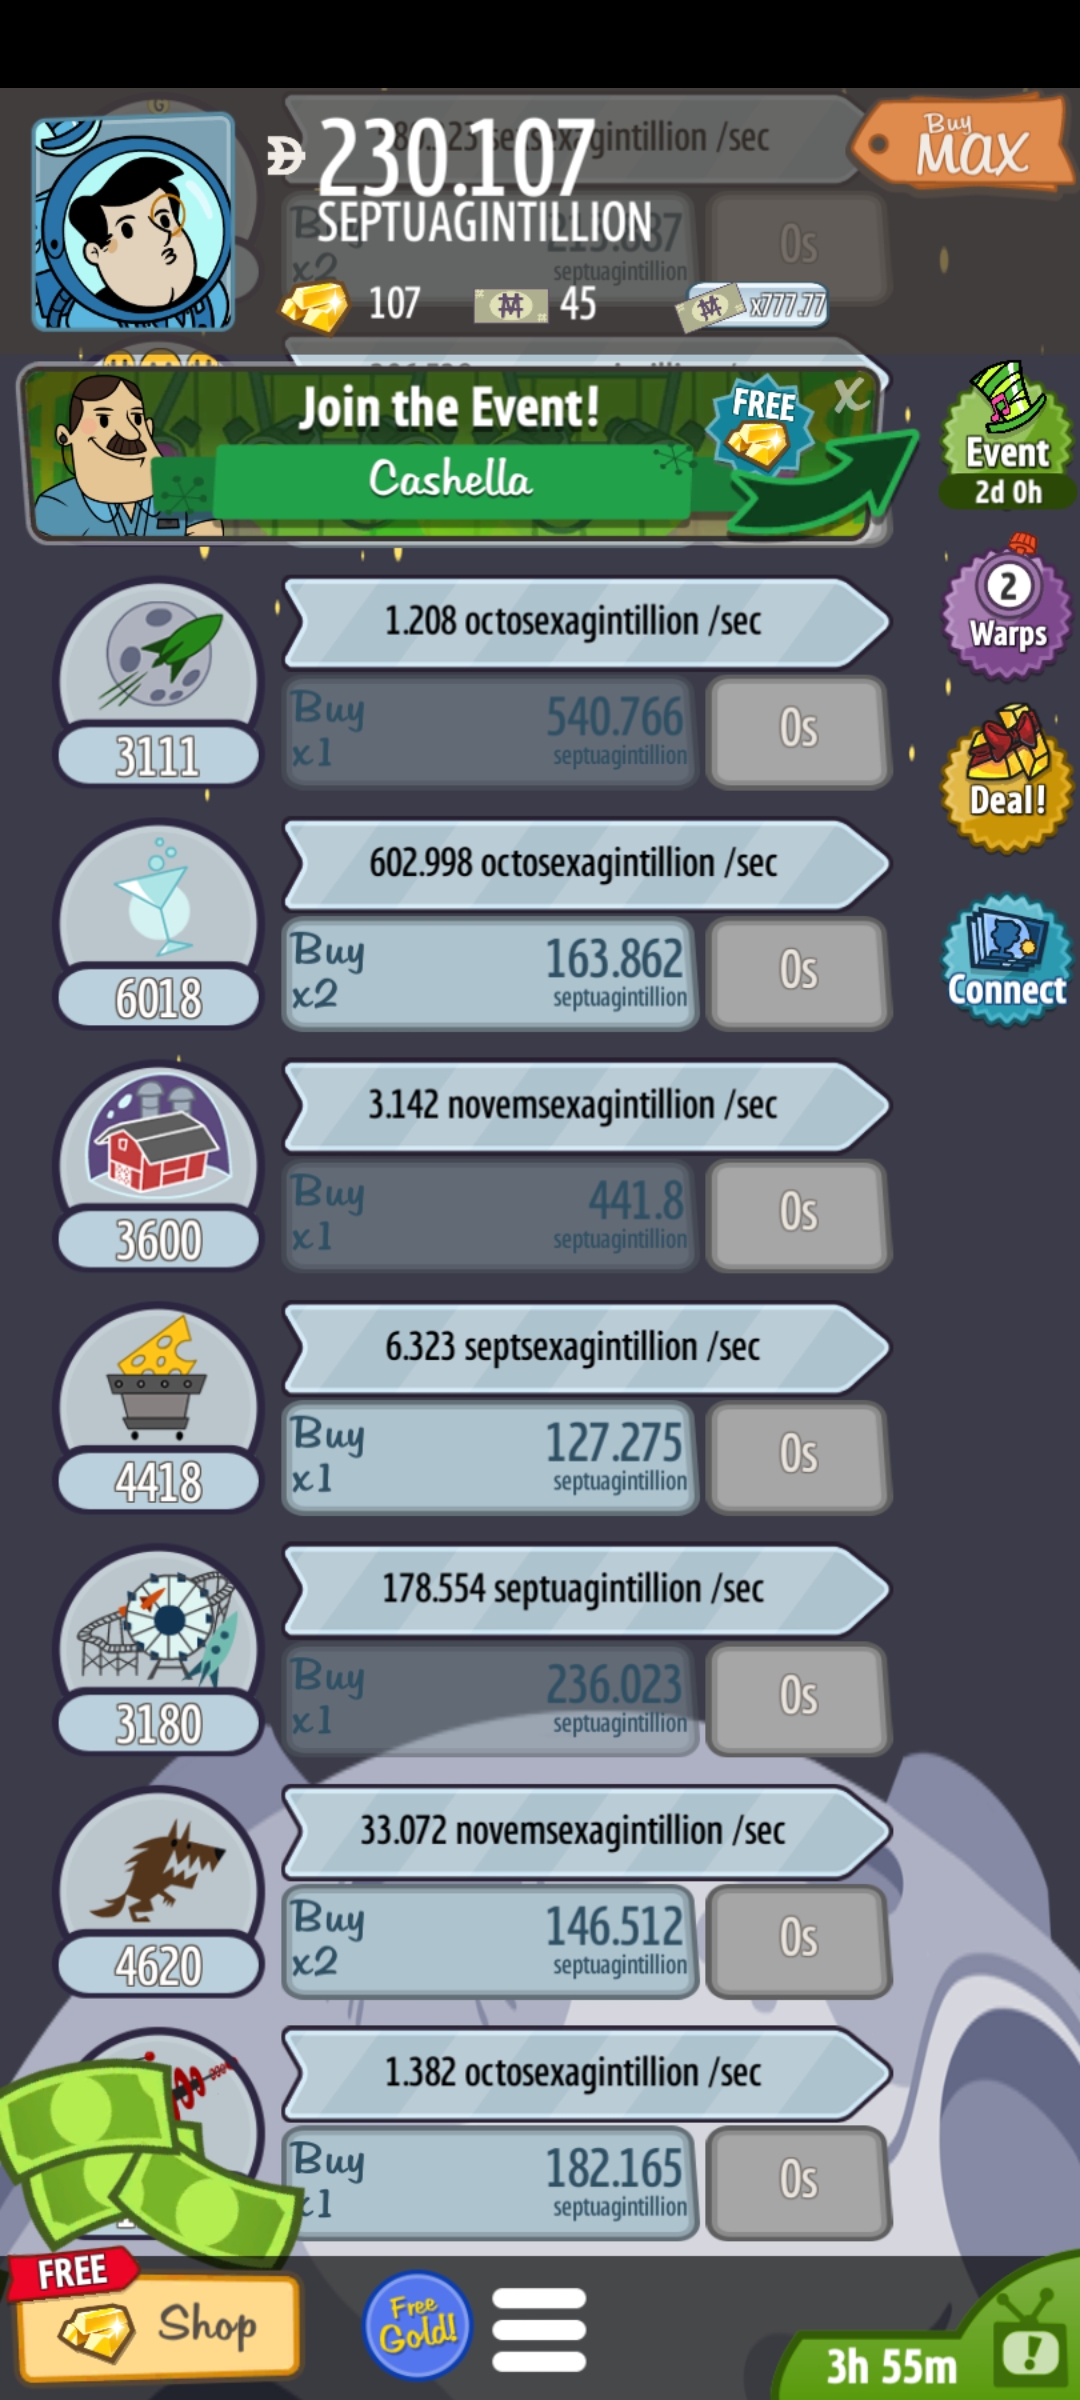 230.107
SEPTUAGINTILLION
Buy
MAX
/sec
Buy
x2
septuagintillion
0s
107
45
x777.77
Join the Event!
Cashella
FREE
X
Event
2d 0h
1.208 octosexagintillion /sec
Buy
x1
540.766
septuagintillion
0s
3111
2
Warps
Deal!
602.998 octosexagintillion /sec
Buy
x2
163.862
septuagintillion
0s
6018
Connect
3.142 novemsexagintillion /sec
Buy
x1
441.8
septuagintillion
0s
3600
6.323 septsexagintillion /sec
Buy
x1
127.275
septuagintillion
0s
4418
178.554 septuagintillion /sec
Buy
x1
236.023
septuagintillion
0s
3180
33.072 novemsexagintillion /sec
Buy
x2
146.512
septuagintillion
0s
4620
1.382 octosexagintillion /sec
Buy
x1
182.165
septuagintillion
0s
FREE
Shop
Free
Gold!
3h 55m